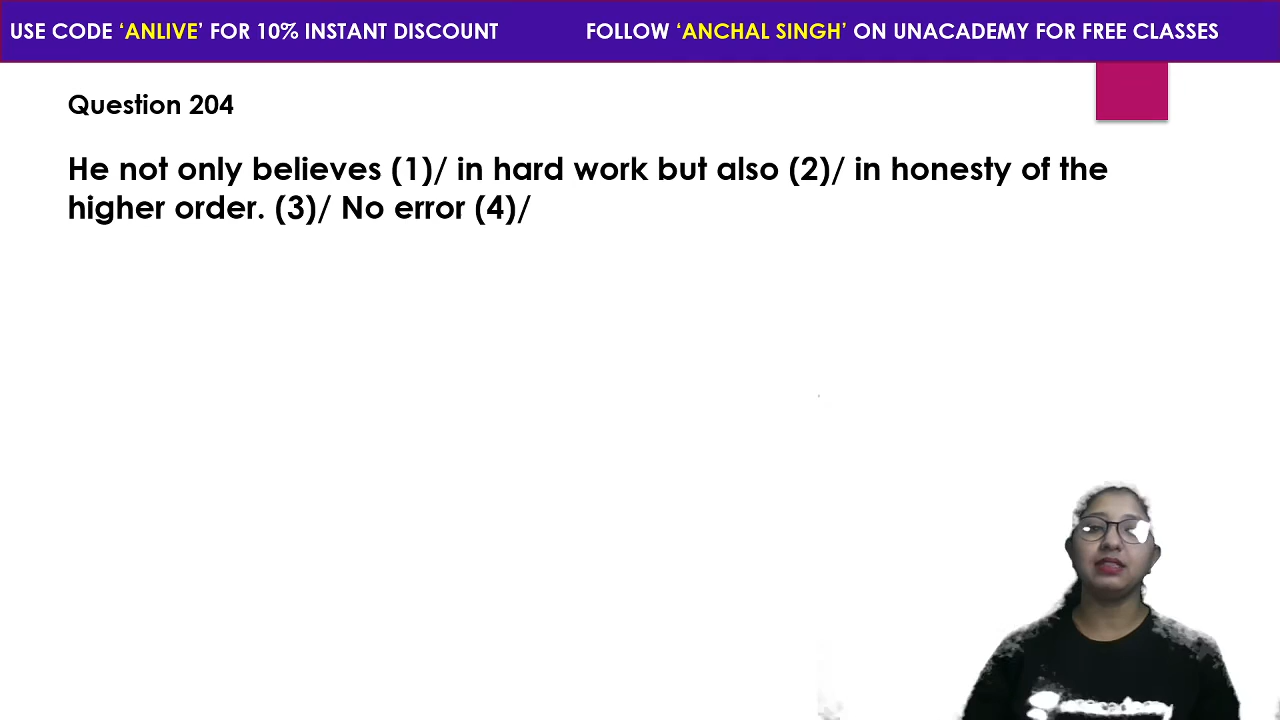 USE CODE ‘ANLIVE’ FOR 10% INSTANT DISCOUNT
FOLLOW ‘ANCHAL SINGH’ ON UNACADEMY FOR FREE CLASSES
Question 204
He not only believes (1)/ in hard work but also (2)/ in honesty of the
higher order. (3)/ No error (4)/